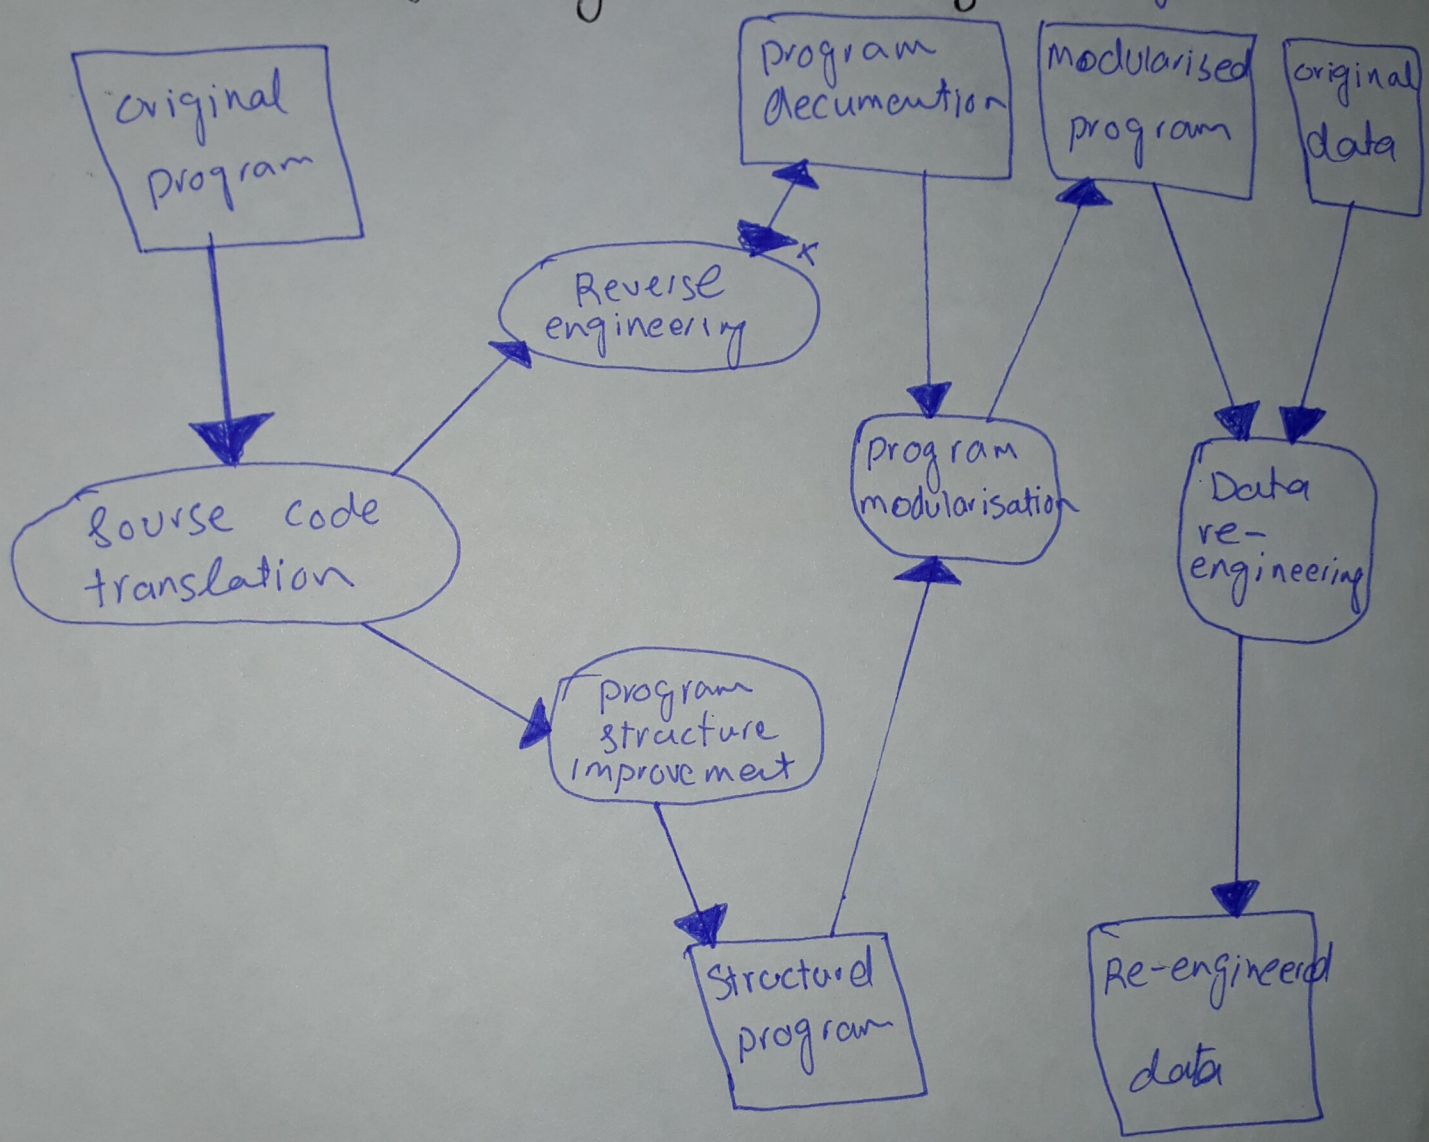 original
program
program
decumention
modularised
program
original
data
Reverse
engineering
x
sourse code
translation
program
modularisation
Data
re-
engineering
program
structure
improvement
Structurd
program
Re-engineerd
data